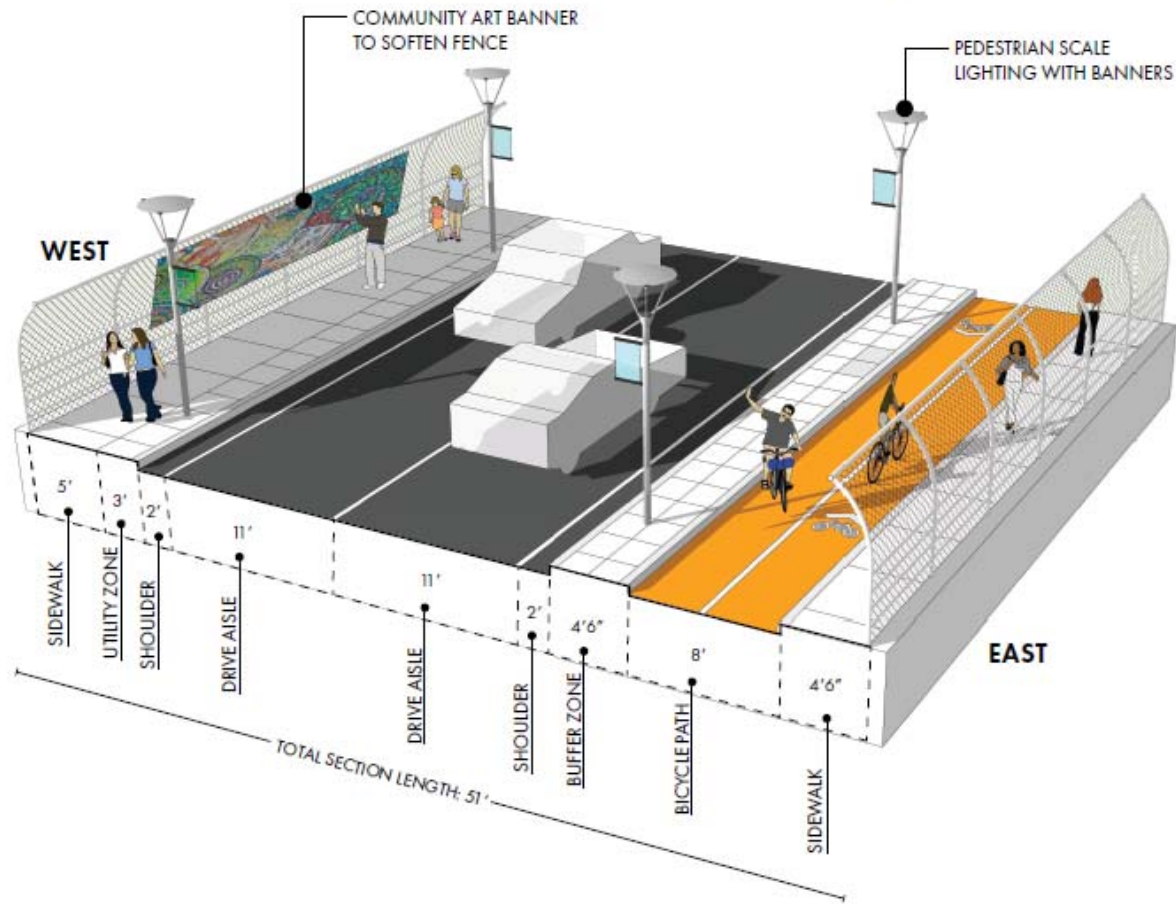 COMMUNITY ART BANNER
TO SOFTEN FENCE
PEDESTRIAN SCALE
LIGHTING WITH BANNERS
WEST
EAST
5'
3'
2'
11'
11'
2'
4'6"
8'
4'6"
SIDEWALK
UTILITY ZONE
SHOULDER
DRIVE AISLE
DRIVE AISLE
SHOULDER
BUFFER ZONE
BICYCLE PATH
SIDEWALK
TOTAL SECTION LENGTH: 51'